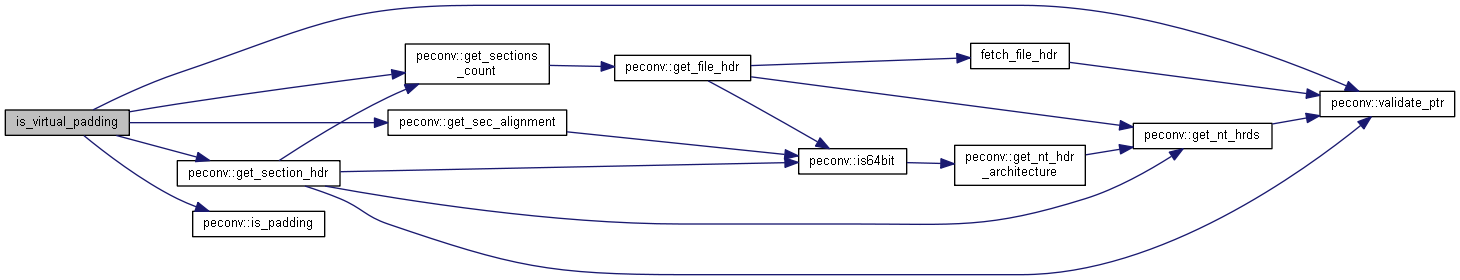 is_virtual_padding
peconv::get_sections
_count
peconv::get_sec_alignment
peconv::get_section_hdr
peconv::is_padding
peconv::get_file_hdr
peconv::is64bit
fetch_file_hdr
peconv::get_nt_hdr
_architecture
peconv::get_nt_hrds
peconv::validate_ptr